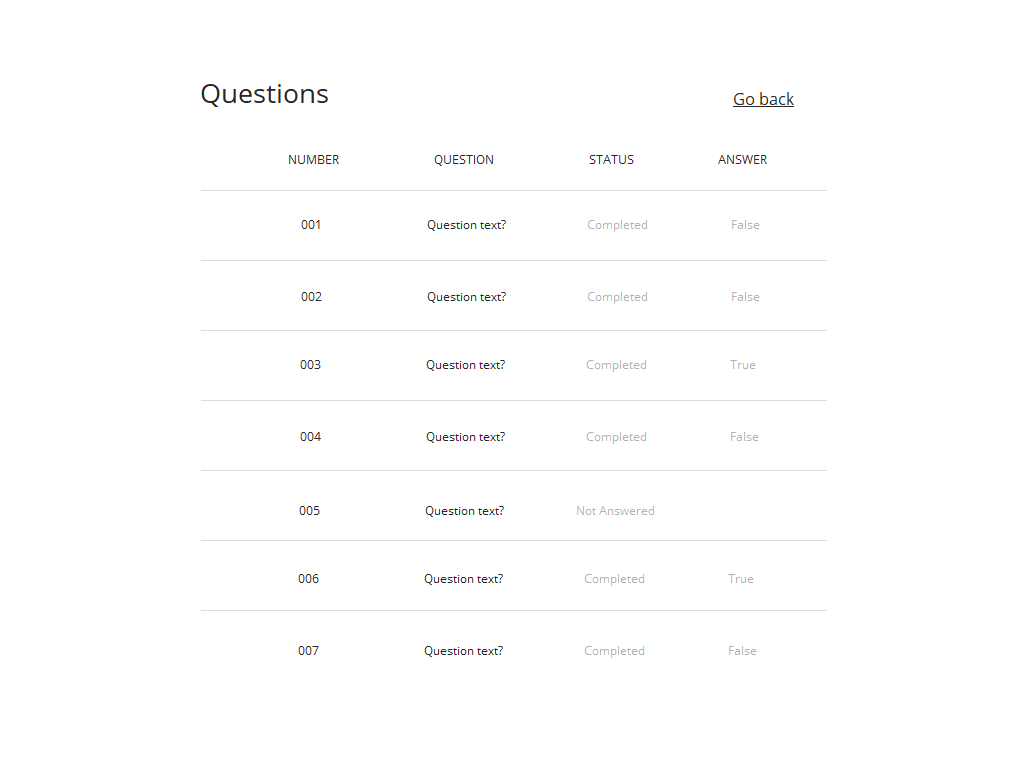 Questions
Go back
NUMBER QUESTION STATUS ANSWER
001 Question text? Completed False
002 Question text? Completed False
003 Question text? Completed True
004 Question text? Completed False
005 Question text? Not Answered
006 Question text? Completed True
007 Question text? Completed False